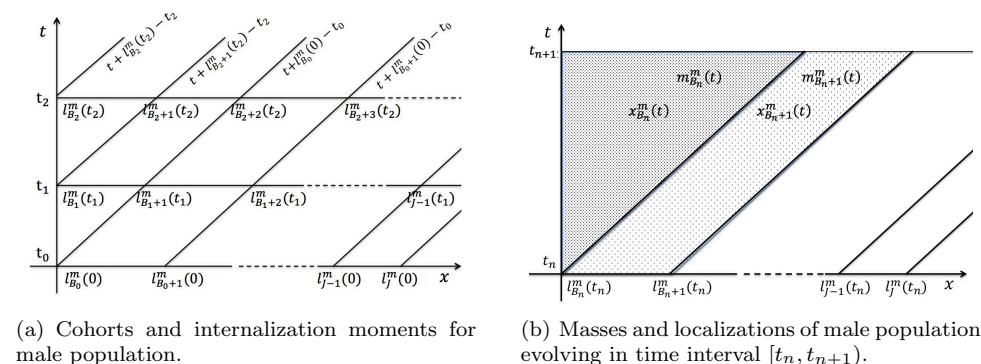 t
t + l^m_{B_2}(t_2) − t_2
t + l^m_{B_2+1}(t_2) − t_2
t + l^m_{B_0}(0) − t_0
t + l^m_{B_0+1}(0) − t_0
t_2
l^m_{B_2}(t_2)
l^m_{B_2+1}(t_2)
l^m_{B_2+2}(t_2)
l^m_{B_2+3}(t_2)
t_1
l^m_{B_1}(t_1)
l^m_{B_1+1}(t_1)
l^m_{B_1+2}(t_1)
l^m_{J−1}(t_1)
t_0
l^m_{B_0}(0)
l^m_{B_0+1}(0)
l^m_{J−1}(0)
l^m_J(0)
x
(a) Cohorts and internalization moments for
male population.
t
t_{n+1}
m^m_{B_n}(t)
m^m_{B_n+1}(t)
x^m_{B_n}(t)
x^m_{B_n+1}(t)
t_n
l^m_{B_n}(t_n)
l^m_{B_n+1}(t_n)
l^m_{J−1}(t_n)
l^m_J(t_n)
x
(b) Masses and localizations of male population
evolving in time interval [t_n, t_{n+1}).